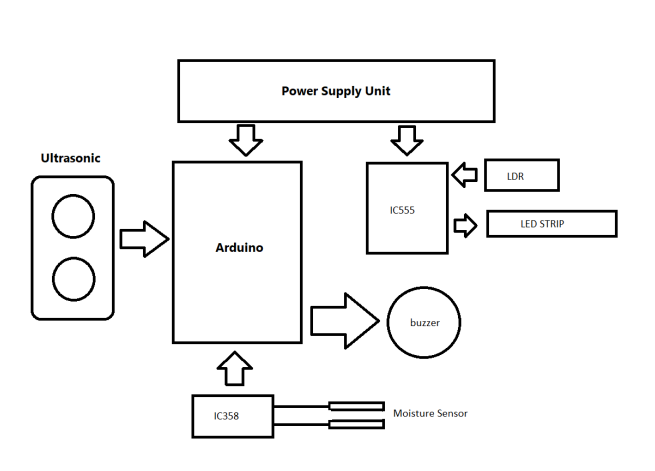 Power Supply Unit
Ultrasonic
LDR
IC555
LED STRIP
Arduino
buzzer
IC358
Moisture Sensor